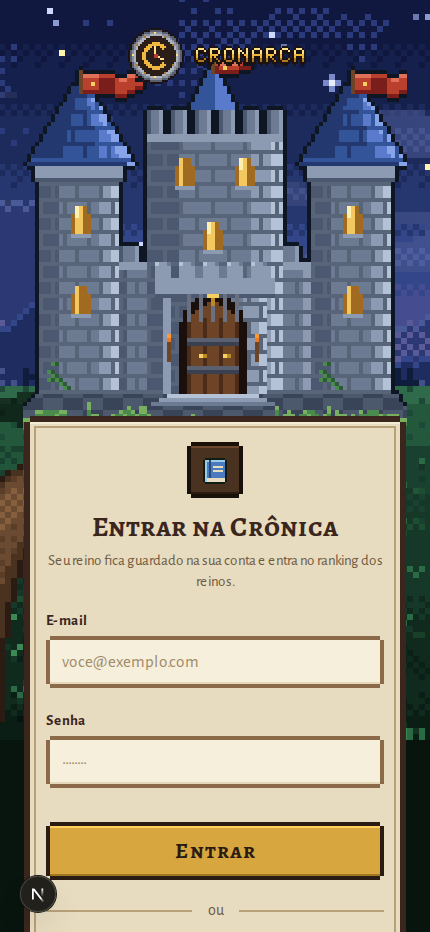 CRONARCA
Entrar na Crônica
Seu reino fica guardado na sua conta e entra no ranking dos
reinos.
E-mail
voce@exemplo.com
Senha
········
Entrar
N
ou